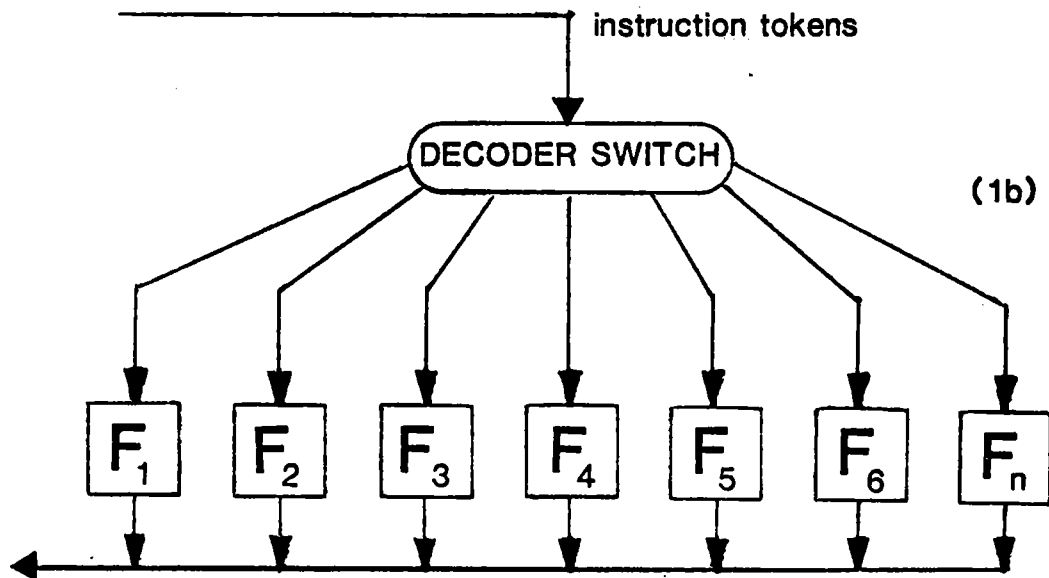 instruction tokens
DECODER SWITCH
(1b)
F1 F2 F3 F4 F5 F6 Fn